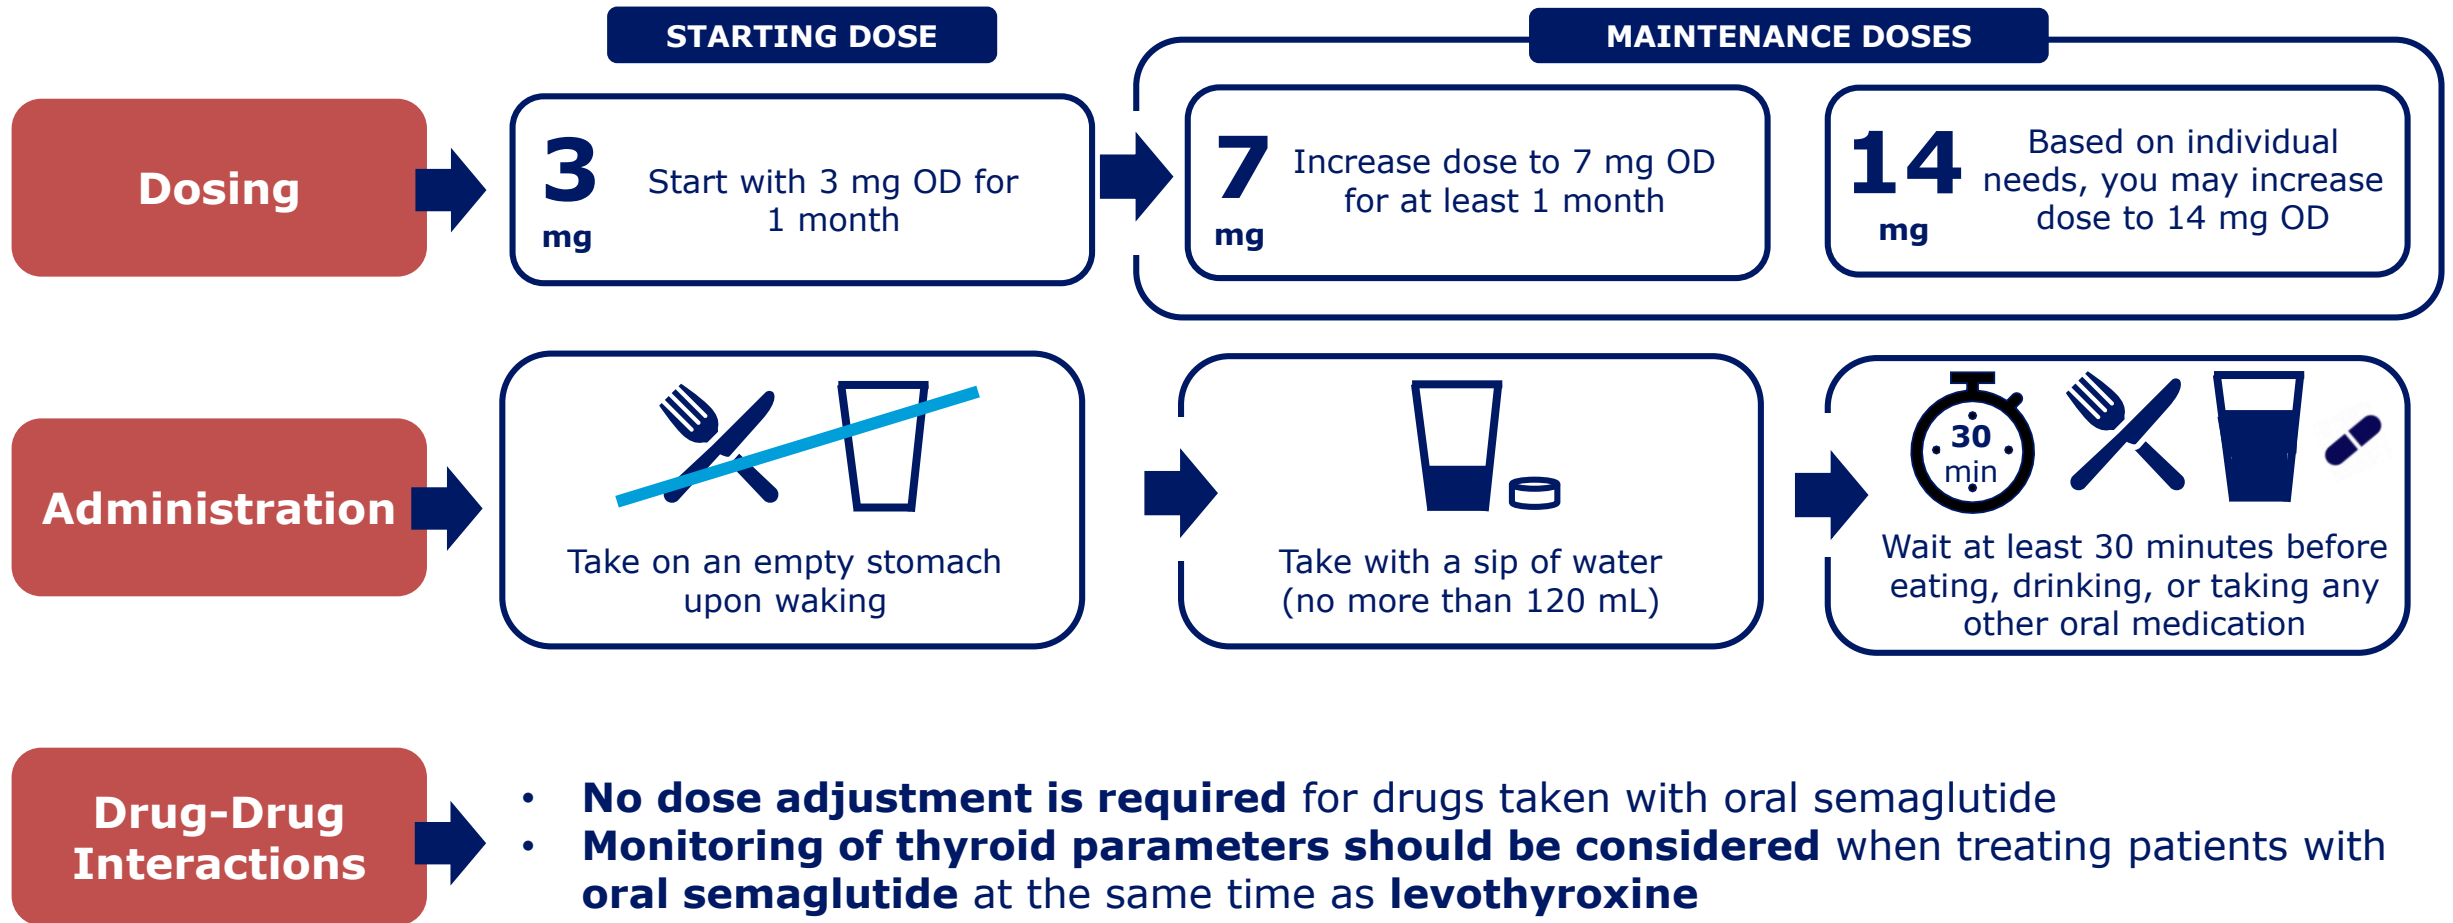 STARTING DOSE
MAINTENANCE DOSES
Dosing
3
mg
Start with 3 mg OD for
1 month
7
mg
Increase dose to 7 mg OD
for at least 1 month
14
mg
Based on individual
needs, you may increase
dose to 14 mg OD
Administration
Take on an empty stomach
upon waking
Take with a sip of water
(no more than 120 mL)
30
min
Wait at least 30 minutes before
eating, drinking, or taking any
other oral medication
Drug-Drug
Interactions
• No dose adjustment is required for drugs taken with oral semaglutide
• Monitoring of thyroid parameters should be considered when treating patients with
oral semaglutide at the same time as levothyroxine